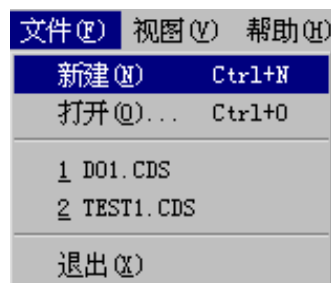 文件(F) 视图(V) 帮助(H)
新建(N) Ctrl+N
打开(O)... Ctrl+O
1 DO1.CDS
2 TEST1.CDS
退出(X)